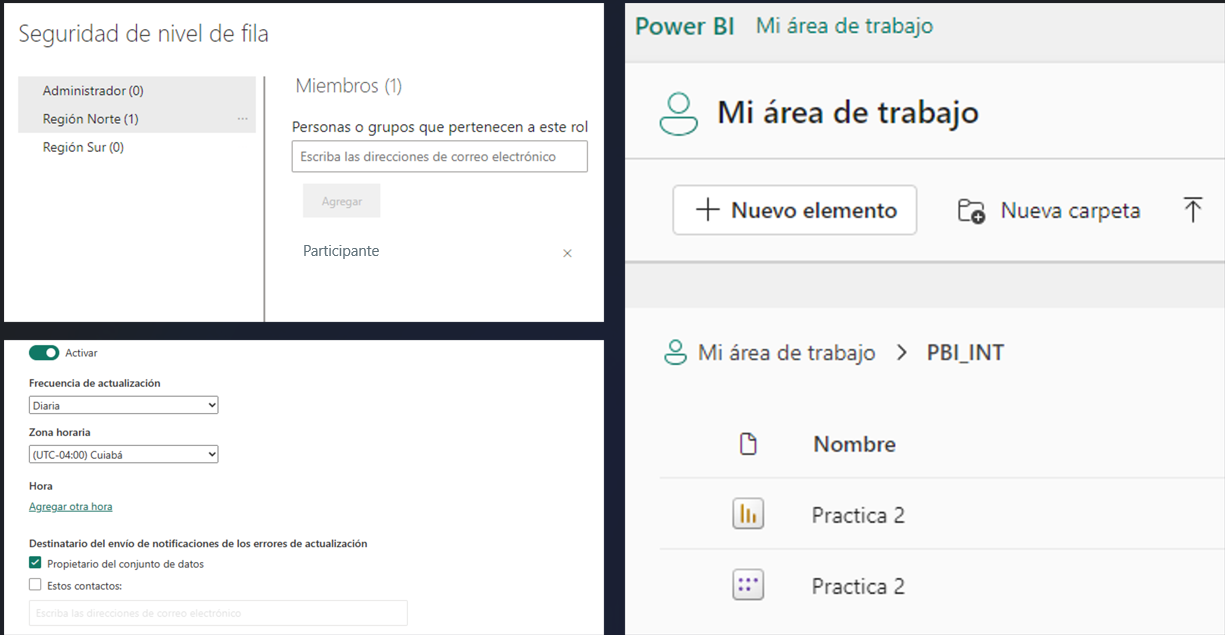 Seguridad de nivel de fila
Administrador (0)
Región Norte (1)
Región Sur (0)
Miembros (1)
Personas o grupos que pertenecen a este rol
Escriba las direcciones de correo electrónico
Agregar
Participante
Activar
Frecuencia de actualización
Diaria
Zona horaria
(UTC-04:00) Cuiabá
Hora
Agregar otra hora
Destinatario del envío de notificaciones de los errores de actualización
Propietario del conjunto de datos
Estos contactos:
Escriba las direcciones de correo electrónico
Power BI Mi área de trabajo
Mi área de trabajo
Nuevo elemento Nueva carpeta
Mi área de trabajo > PBI_INT
Nombre
Practica 2
Practica 2